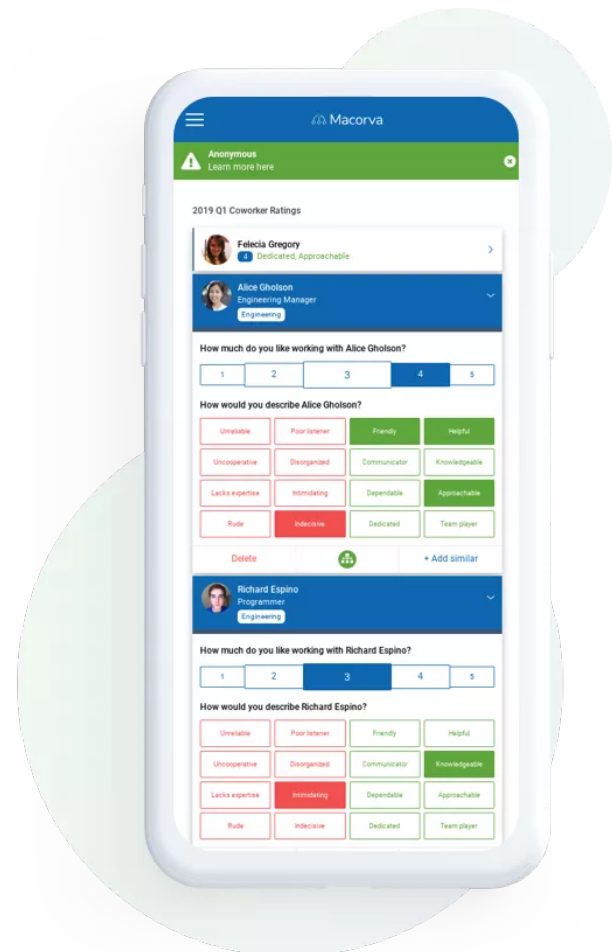 Macorva
Anonymous
Learn more here
2019 Q1 Coworker Ratings
Felecia Gregory
4 Dedicated, Approachable
Alice Gholson
Engineering Manager
Engineering
How much do you like working with Alice Gholson?
1 2 3 4 5
How would you describe Alice Gholson?
Unreliable Poor listener Friendly Helpful
Uncooperative Disorganized Communicator Knowledgeable
Lacks expertise Intimidating Dependable Approachable
Rude Indecisive Dedicated Team player
Delete + Add similar
Richard Espino
Programmer
Engineering
How much do you like working with Richard Espino?
1 2 3 4 5
How would you describe Richard Espino?
Unreliable Poor listener Friendly Helpful
Uncooperative Disorganized Communicator Knowledgeable
Lacks expertise Intimidating Dependable Approachable
Rude Indecisive Dedicated Team player